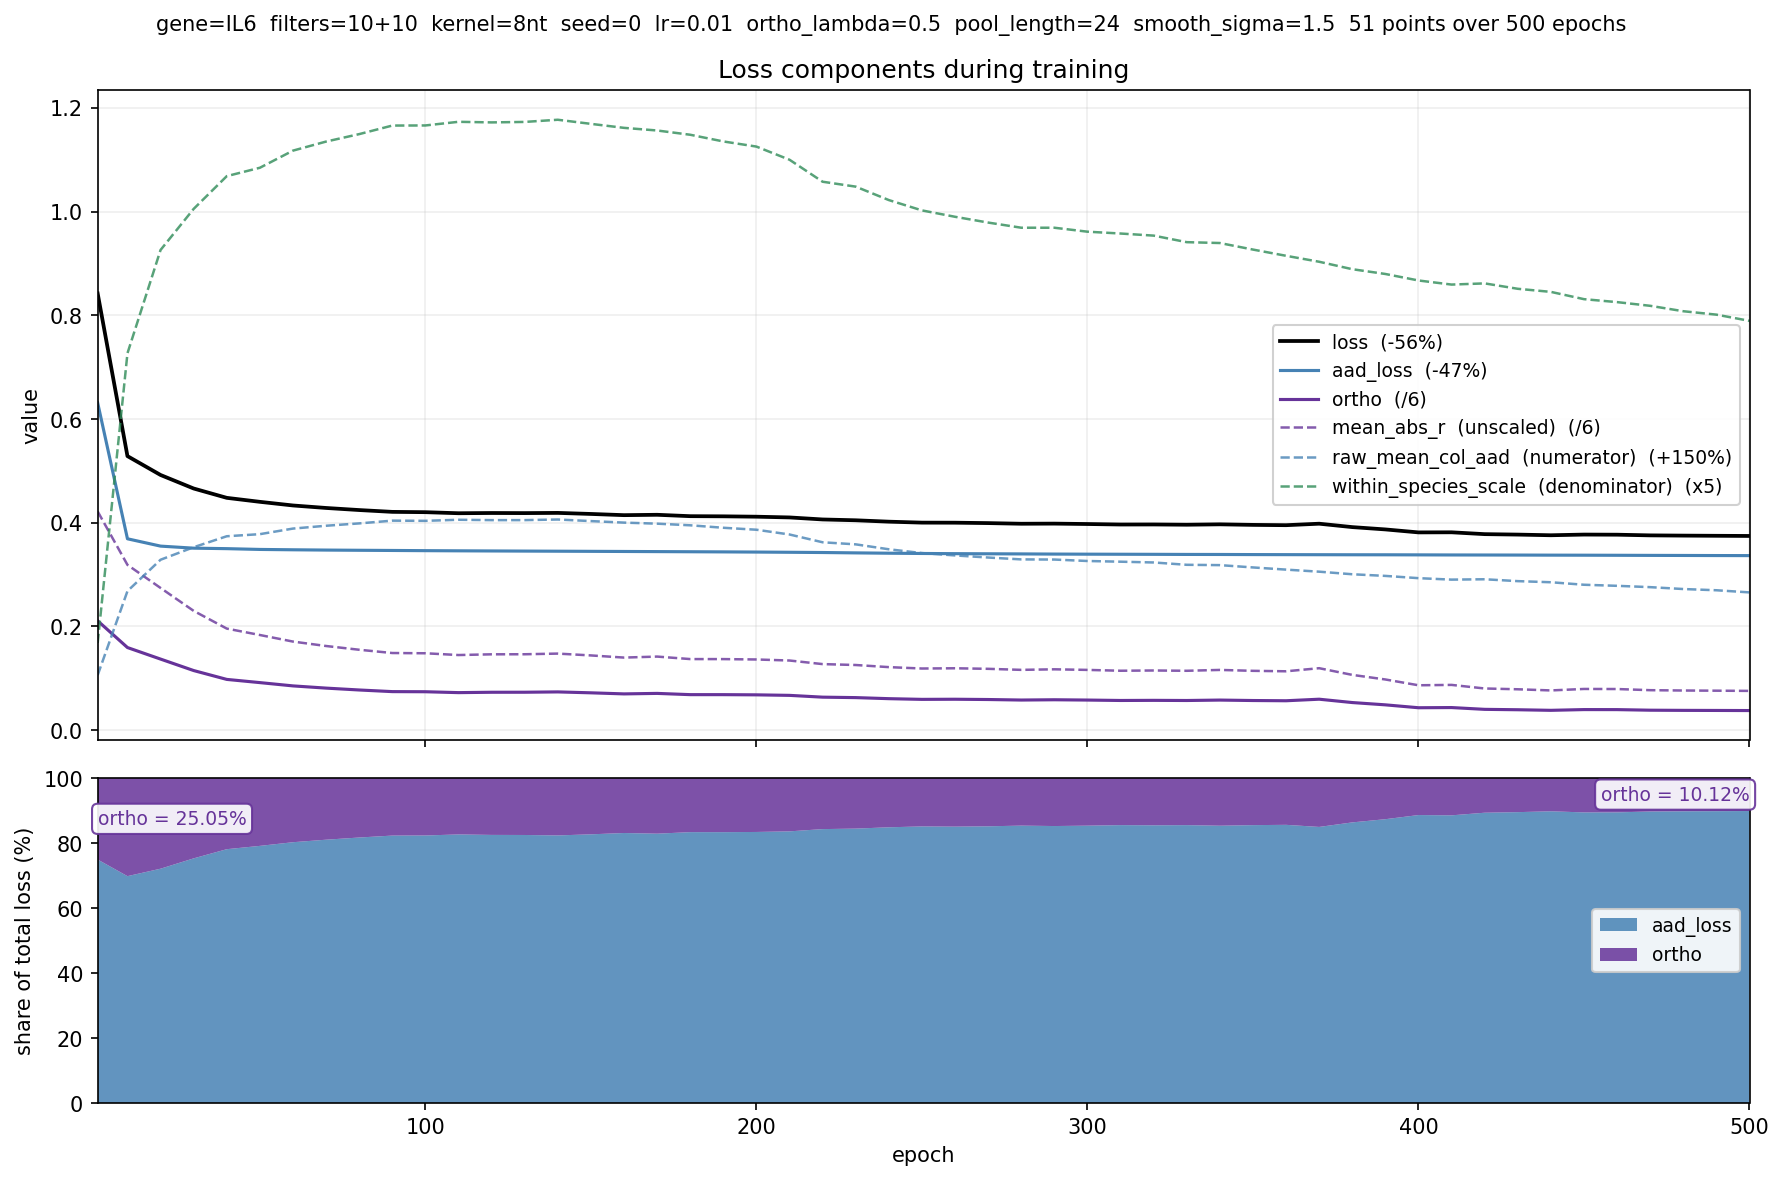 gene=IL6  filters=10+10  kernel=8nt  seed=0  lr=0.01  ortho_lambda=0.5  pool_length=24  smooth_sigma=1.5  51 points over 500 epochs
Loss components during training
1.2
1.0
0.8
0.6
0.4
0.2
0.0
value
loss  (-56%)
aad_loss  (-47%)
ortho  (/6)
mean_abs_r  (unscaled)  (/6)
raw_mean_col_aad  (numerator)  (+150%)
within_species_scale  (denominator)  (x5)
100
80
60
40
20
0
share of total loss (%)
ortho = 25.05%
ortho = 10.12%
aad_loss
ortho
100
200
300
400
500
epoch